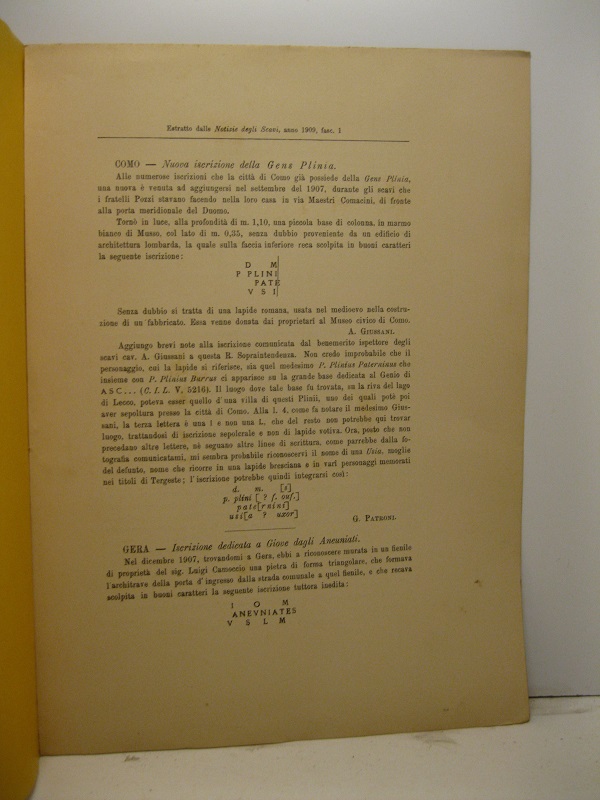 Estratto dalle Notizie degli Scavi, anno 1909, fasc. 1
COMO — Nuova iscrizione della Gens Plinia.
Alle numerose iscrizioni che la città di Como già possiede della Gens Plinia,
una nuova è venuta ad aggiungersi nel settembre del 1907, durante gli scavi che
i fratelli Pozzi stavano facendo nella loro casa in via Maestri Comacini, di fronte
alla porta meridionale del Duomo.
Tornò in luce, alla profondità di m. 1,10, una piccola base di colonna, in marmo
bianco di Musso, col lato di m. 0,35, senza dubbio proveniente da un edificio di
architettura lombarda, la quale sulla faccia inferiore reca scolpita in buoni caratteri
la seguente iscrizione:
D M
P PLINI
PATE
V S I
Senza dubbio si tratta di una lapide romana, usata nel medioevo nella costru-
zione di un fabbricato. Essa venne donata dai proprietarî al Museo civico di Como.
A. Giussani.
Aggiungo brevi note alla iscrizione comunicata dal benemerito ispettore degli
scavi cav. A. Giussani a questa R. Sopraintendenza. Non credo improbabile che il
personaggio, cui la lapide si riferisce, sia quel medesimo P. Plinius Paternus che
insieme con P. Plinius Burrus ci apparisce su la grande base dedicata al Genio di
ASC... (C. I. L. V, 5216). Il luogo dove tale base fu trovata, su la riva del lago
di Lecco, poteva esser quello d'una villa di questi Plinii, uno dei quali poté poi
aver sepoltura presso la città di Como. Alla l. 4, come fa notare il medesimo Gius-
sani, la terza lettera è una I e non una L, che del resto non potrebbe qui trovar
luogo, trattandosi di iscrizione sepolcrale e non di lapide votiva. Ora, posto che non
precedano altre lettere, nè seguano altre linee di scrittura, come parrebbe dalla fo-
tografia comunicatami, mi sembra probabile riconoscervi il nome di una Usia, moglie
del defunto, nome che ricorre in una lapide bresciana e in varî personaggi memorati
nei titoli di Tergeste; l'iscrizione potrebbe quindi integrarsi così:
d. m. [s]
p. plini [ ? f. ouf.]
pate[rnini]
usi[a ? uxor]
G. Patroni.
GERA — Iscrizione dedicata a Giove dagli Aneuniati.
Nel dicembre 1907, trovandomi a Gera, ebbi a riconoscere murata in un fienile
di proprietà del sig. Luigi Camoccio una pietra di forma triangolare, che formava
l'architrave della porta d'ingresso dalla strada comunale a quel fienile, e che recava
scolpita in buoni caratteri la seguente iscrizione tuttora inedita:
I O M
ANEVNIATES
V S L M